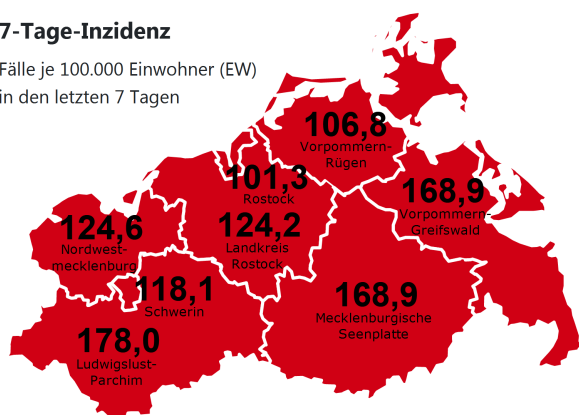 7-Tage-Inzidenz
Fälle je 100.000 Einwohner (EW)
in den letzten 7 Tagen
106,8
Vorpommern-
Rügen
101,3
Rostock
168,9
Vorpommern-
Greifswald
124,6
Nordwest-
mecklenburg
124,2
Landkreis
Rostock
118,1
Schwerin
168,9
Mecklenburgische
Seenplatte
178,0
Ludwigslust-
Parchim